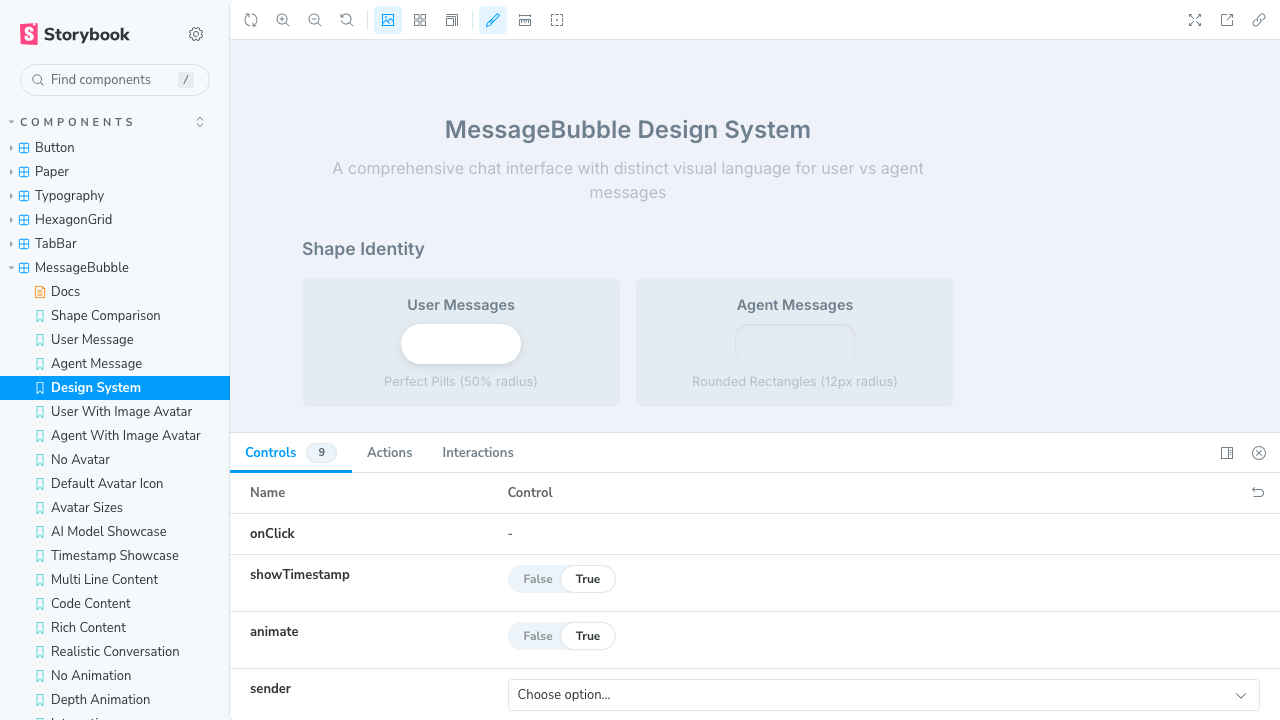 Storybook
Find components
/
COMPONENTS
Button
Paper
Typography
HexagonGrid
TabBar
MessageBubble
Docs
Shape Comparison
User Message
Agent Message
Design System
User With Image Avatar
Agent With Image Avatar
No Avatar
Default Avatar Icon
Avatar Sizes
AI Model Showcase
Timestamp Showcase
Multi Line Content
Code Content
Rich Content
Realistic Conversation
No Animation
Depth Animation
MessageBubble Design System
A comprehensive chat interface with distinct visual language for user vs agent
messages
Shape Identity
User Messages
Perfect Pills (50% radius)
Agent Messages
Rounded Rectangles (12px radius)
Controls 9 Actions Interactions
Name Control
onClick -
showTimestamp False True
animate False True
sender Choose option...